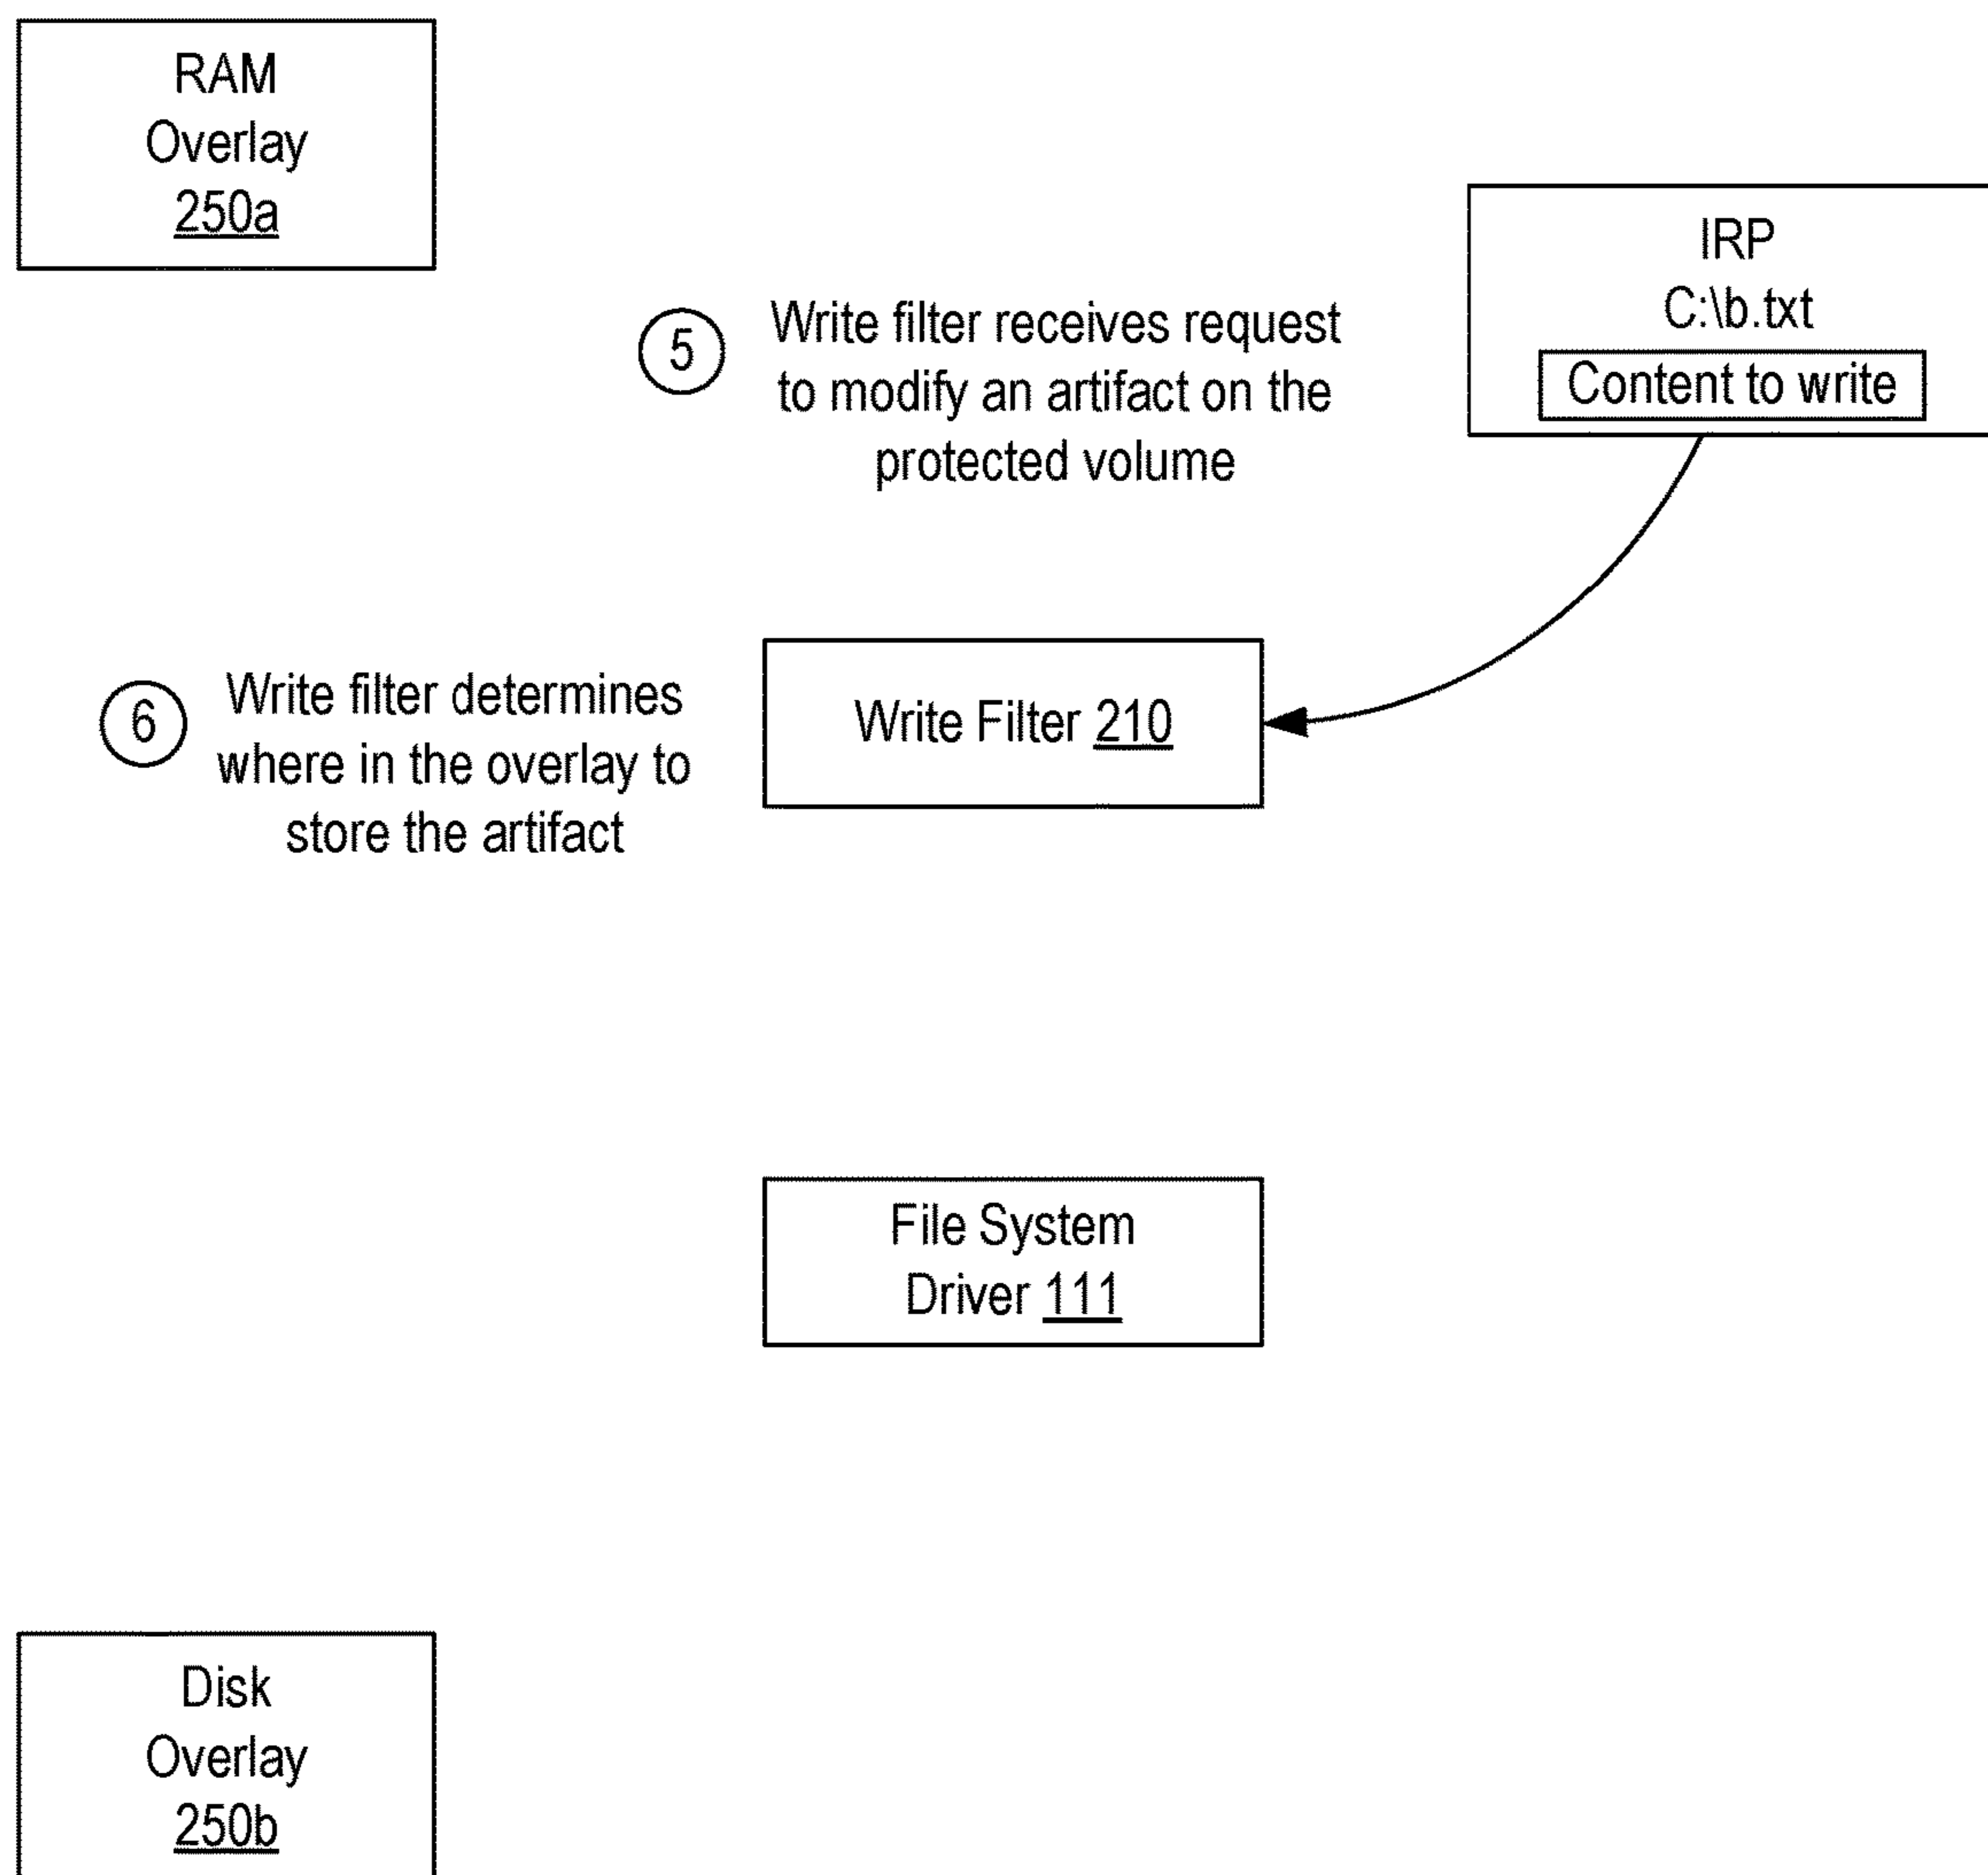 RAM
Overlay
250a
IRP
C:\b.txt
Content to write
5
Write filter receives request
to modify an artifact on the
protected volume
6
Write filter determines
where in the overlay to
store the artifact
Write Filter 210
File System
Driver 111
Disk
Overlay
250b